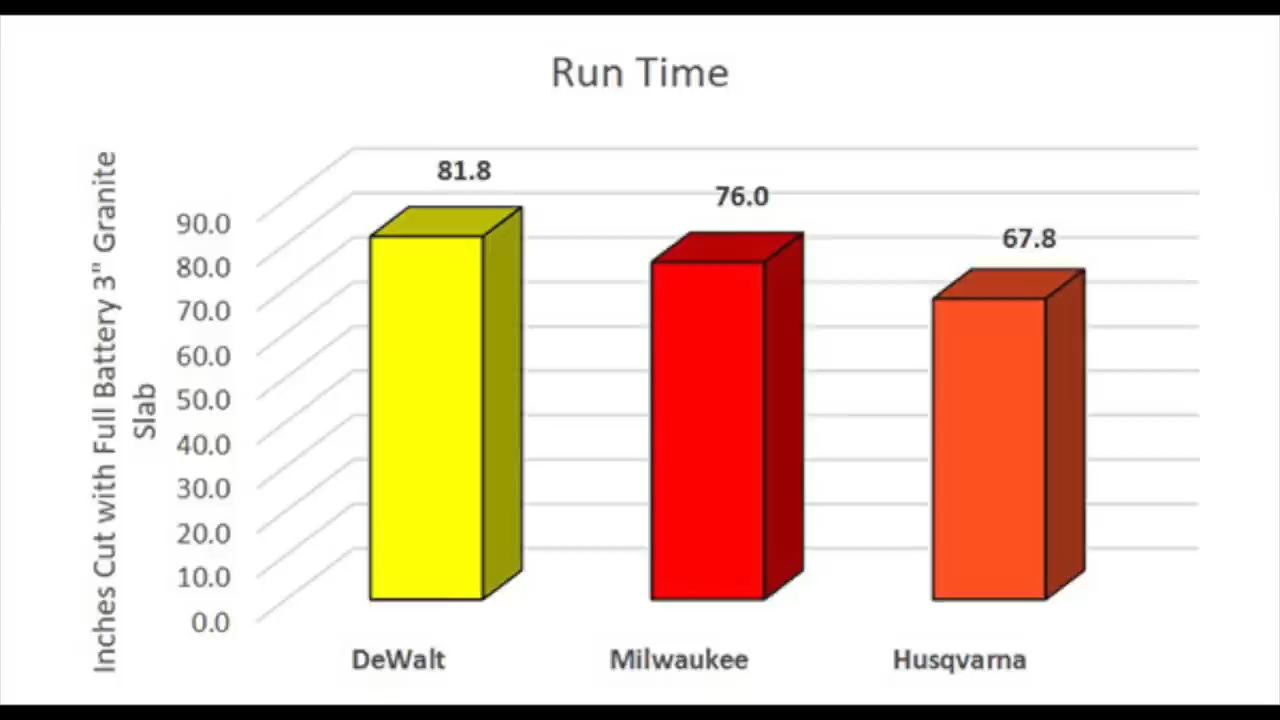 Run Time
Inches Cut with Full Battery 3" Granite
Slab
90.0
80.0
70.0
60.0
50.0
40.0
30.0
20.0
10.0
0.0
81.8
76.0
67.8
DeWalt
Milwaukee
Husqvarna